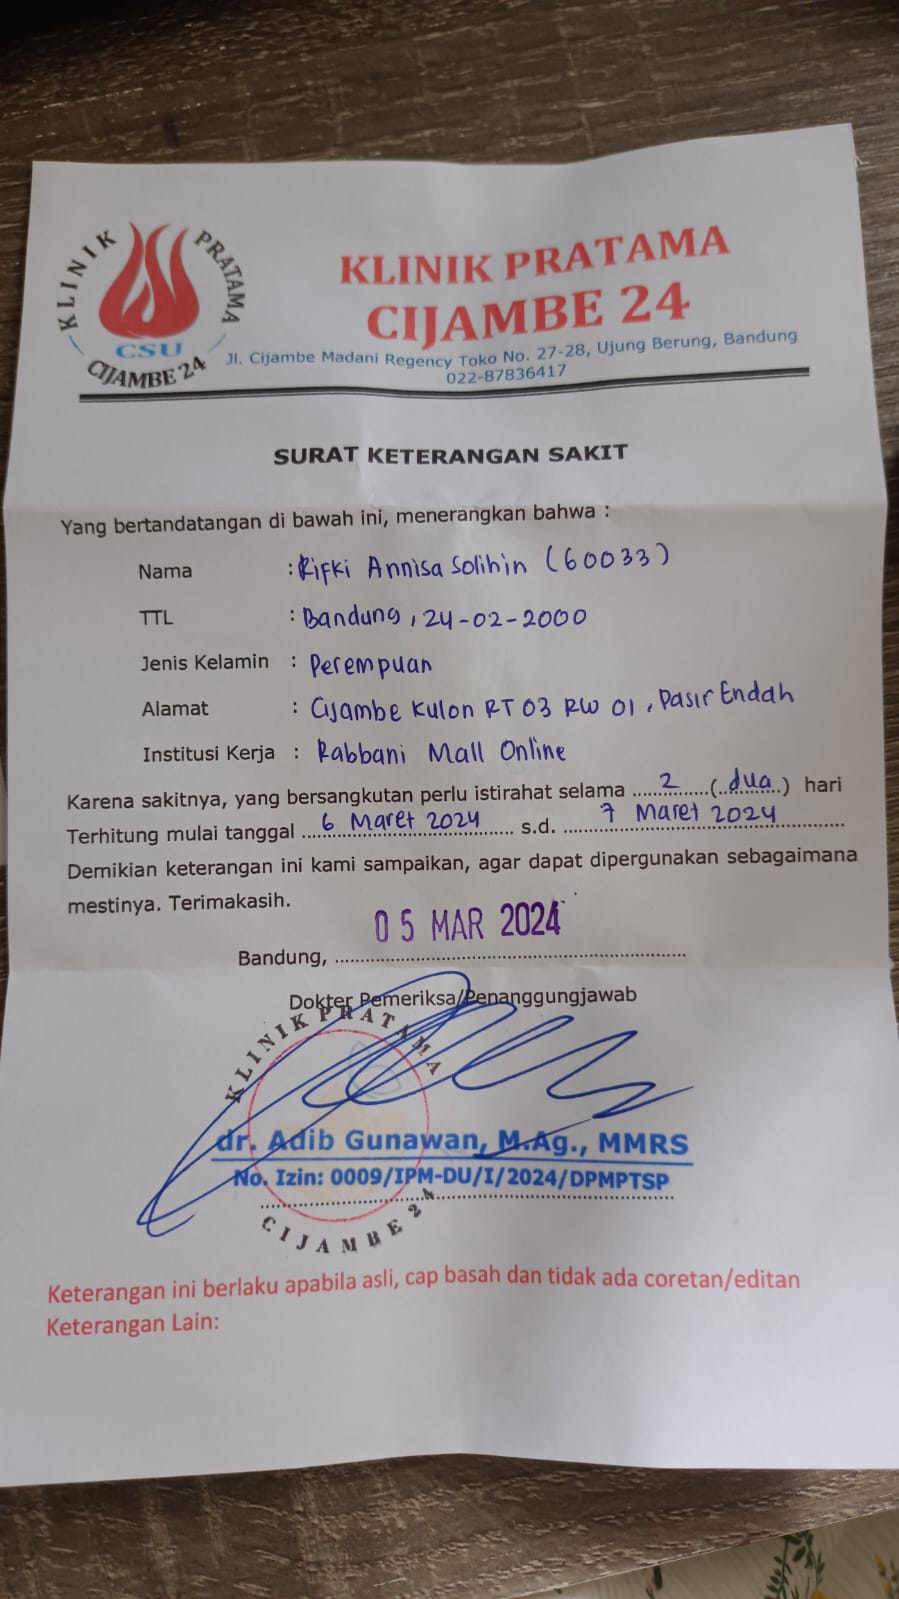 KLINIK PRATAMA
CSU
CIJAMBE 24
KLINIK PRATAMA
CIJAMBE 24
Jl. Cijambe Madani Regency Toko No. 27-28, Ujung Berung, Bandung
022-87836417
SURAT KETERANGAN SAKIT
Yang bertandatangan di bawah ini, menerangkan bahwa :
Nama : Rifki Annisa Solihin (60033)
TTL : Bandung, 24-02-2000
Jenis Kelamin : Perempuan
Alamat : Cijambe Kulon RT 03 RW 01, Pasir Endah
Institusi Kerja : Rabbani Mall Online
Karena sakitnya, yang bersangkutan perlu istirahat selama ...2...(..dua..) hari
Terhitung mulai tanggal ...6 Maret 2024... s.d. ...7 Maret 2024...
Demikian keterangan ini kami sampaikan, agar dapat dipergunakan sebagaimana
mestinya. Terimakasih.
05 MAR 2024
Bandung, ...
Dokter Pemeriksa/Penanggungjawab
KLINIK PRATAMA
dr. Adib Gunawan, M.Ag., MMRS
No. Izin: 0009/IPM-DU/I/2024/DPMPTSP
CIJAMBE 24
Keterangan ini berlaku apabila asli, cap basah dan tidak ada coretan/editan
Keterangan Lain: